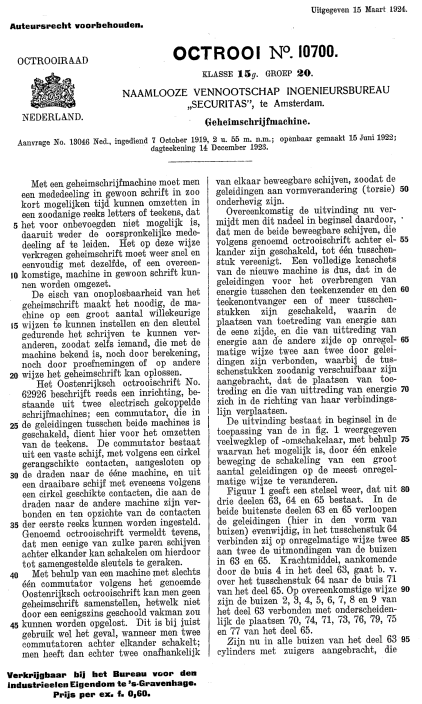 Uitgegeven 15 Maart 1924.
Auteursrecht voorbehouden.
OCTROOIRAAD
NEDERLAND.
OCTROOI No. 10700.
KLASSE 15g. GROEP 20.
NAAMLOOZE VENNOOTSCHAP INGENIEURSBUREAU
„SECURITAS”, te Amsterdam.
Geheimschrijfmachine.
Aanvrage No. 13046 Ned., ingediend 7 October 1919, 2 u. 55 m. n.m.; openbaar gemaakt 15 Juni 1922;
dagteekening 14 December 1923.
Met een geheimschrijfmachine moet men
een mededeeling in gewoon schrift in zoo
kort mogelijken tijd kunnen omzetten in
een zoodanige reeks letters of teekens, dat
5 het voor onbevoegden niet mogelijk is,
daaruit weder de oorspronkelijke mede-
deeling af te leiden. Het op deze wijze
verkregen geheimschrift moet weer snel en
eenvoudig met dezelfde, of een overeen-
10 komstige, machine in gewoon schrift kun-
nen worden omgezet.
De eisch van onoplosbaarheid van het
geheimschrift maakt het noodig, de ma-
chine op een groot aantal willekeurige
15 wijzen te kunnen instellen en den sleutel
gedurende het schrijven te kunnen ver-
anderen, zoodat zelfs iemand, die met de
machine bekend is, noch door berekening,
noch door proefnemingen of op andere
20 wijze het geheimschrift kan oplossen.
Het Oostenrijksch octrooischrift No.
62926 beschrijft reeds een inrichting, be-
staande uit twee electrisch gekoppelde
schrijfmachines; een commutator, die in
25 de geleidingen tusschen beide machines is
geschakeld, dient hier voor het omzetten
van de teekens. De commutator bestaat
uit een vaste schijf, met volgens een cirkel
gerangschikte contacten, aangesloten op
30 de draden naar de ééne machine, en uit
een draaibare schijf met eveneens volgens
een cirkel geschikte contacten, die aan de
draden naar de andere machine zijn ver-
bonden en ten opzichte van de contacten
35 der eerste reeks kunnen worden ingesteld.
Genoemd octrooischrift vermeldt tevens,
dat men eenige van zulke paren schijven
achter elkander kan schakelen om hierdoor
tot samengestelde sleutels te geraken.
40 Met behulp van een machine met slechts
één commutator volgens het genoemde
Oostenrijksch octrooischrift kan men geen
geheimschrift samenstellen, hetwelk niet
door een eenigszins geschoold vakman zou
45 kunnen worden opgelost. Dit is bij juist
gebruik wel het geval, wanneer men twee
commutatoren achter elkander schakelt;
men heeft dan echter twee onafhankelijk
van elkaar bewegende schijven, zoodat de
geleidingen aan vormverandering (torsie) 50
onderhevig zijn.
Overeenkomstig de uitvinding nu ver-
mijdt men dit nadeel in beginsel daardoor,
dat men de beide beweegbare schijven, die
volgens genoemd octrooischrift achter el- 55
kander zijn geschakeld, tot één tusschen-
stuk vereenigt. Een volledige kenschets
van de nieuwe machine is dus, dat in de
geleidingen voor het overbrengen van
energie tusschen den teekenzender en den 60
teekenontvanger een of meer tusschen-
stukken zijn geschakeld, waarin de
plaatsen van toetreding van energie aan
de eene zijde, en die van uittreding van
energie aan de andere zijde op onregel- 65
matige wijze twee aan twee door gelei-
dingen zijn verbonden, waarbij de tus-
schenstukken zoodanig verschuifbaar zijn
aangebracht, dat de plaatsen van toe-
treding en die van uittreding van energie 70
zich in de richting van haar verbindings-
lijn verplaatsen.
De uitvinding bestaat in beginsel in de
toepassing van de in fig. 1 weergegeven
veelwegklep of -omschakelaar, met behulp 75
waarvan het mogelijk is, door één enkele
beweging de schakeling van een groot
aantal geleidingen op de meest onregel-
matige wijze te veranderen.
Figuur 1 geeft een stelsel weer, dat uit 80
drie deelen 63, 64 en 65 bestaat. In de
beide buitenste deelen 63 en 65 verloopen
de geleidingen (hier in den vorm van
buizen) evenwijdig, in het tusschenstuk 64
verbinden zij op onregelmatige wijze twee 85
aan twee de uitmondingen van de buizen
in 63 en 65. Krachtmiddel, aankomende
door de buis 4 in het deel 63, gaat b. v.
over het tusschenstuk 64 naar de buis 71
van het deel 65. Op overeenkomstige wijze 90
zijn de buizen 2, 3, 4, 5, 6, 7, 8 en 9 van
het deel 63 verbonden met onderscheiden-
lijk de plaatsen 70, 74, 71, 73, 76, 79, 75
en 77 van het deel 65.
Zijn nu in alle buizen van het deel 63 95
cylinders met zuigers aangebracht, die
Verkrijgbaar bij het Bureau voor den
industrieelen Eigendom te 's-Gravenhage.
Prijs per ex. f. 0,60.